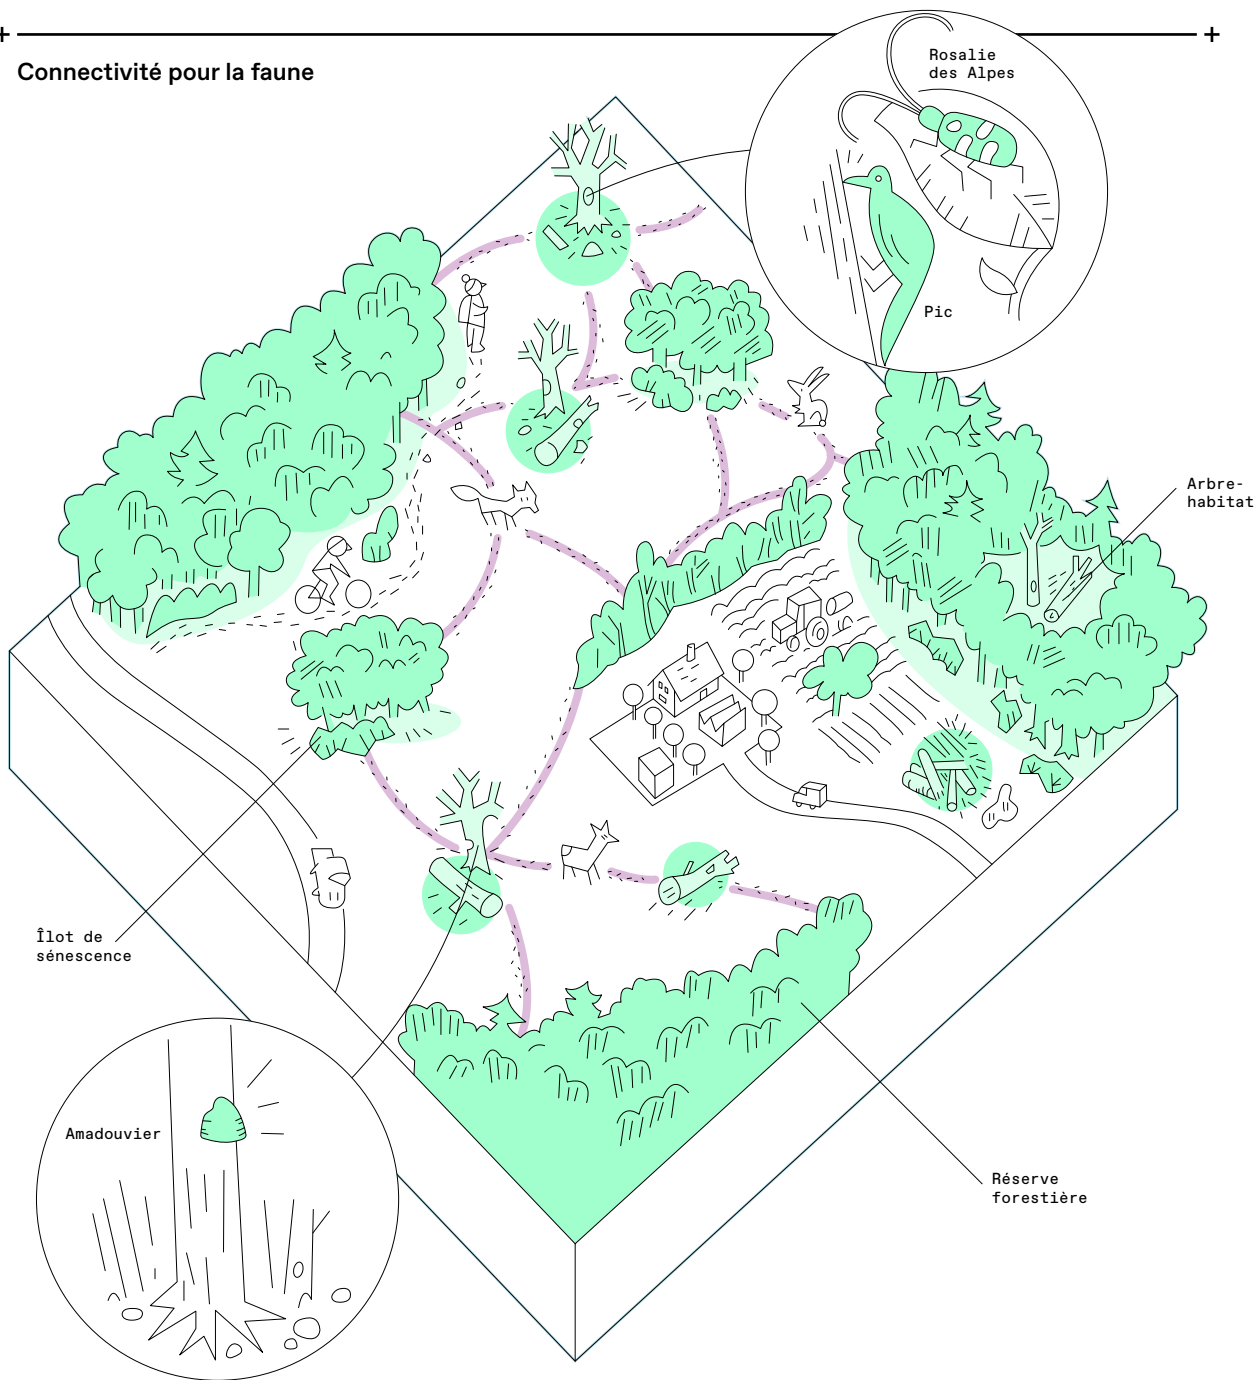 Connectivité pour la faune
Rosalie
des Alpes
Pic
Arbre-
habitat
Îlot de
sénescence
Amadouvier
Réserve
forestière